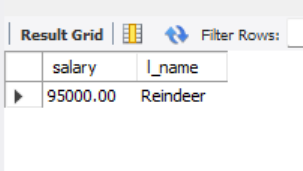 Result Grid Filter Rows:
salary l_name
95000.00 Reindeer